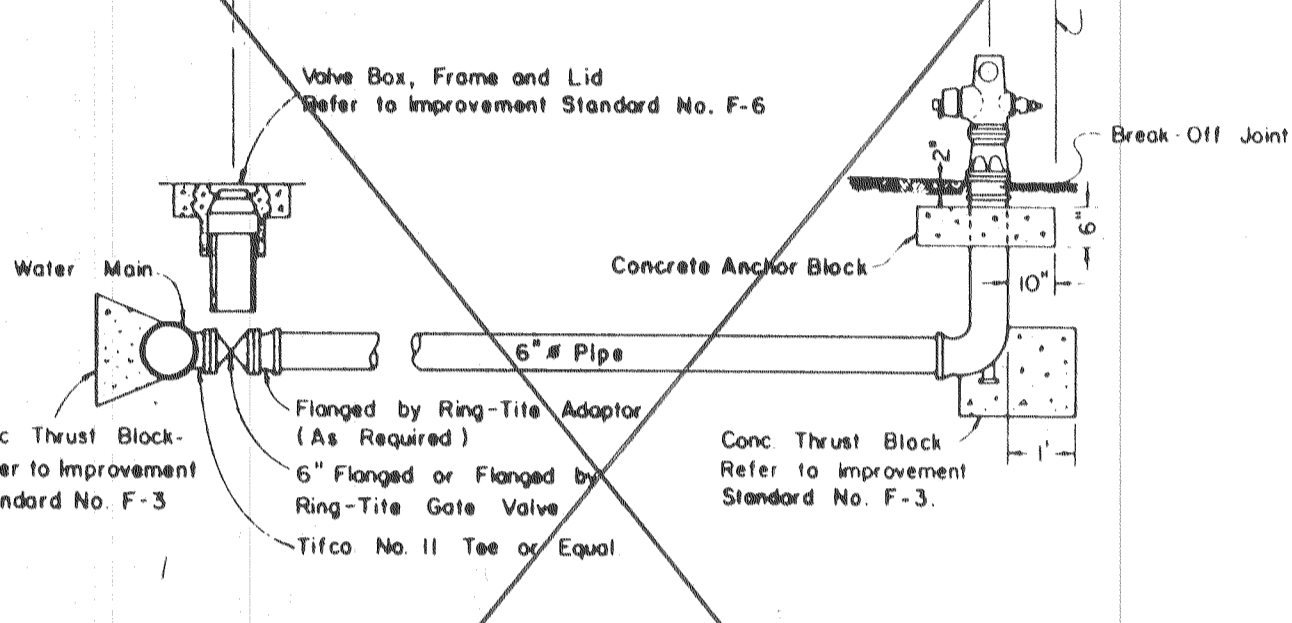 Valve Box, Frame and Lid
Refer to Improvement Standard No. F-6
2"
Break-Off Joint
6"
Water Main
Concrete Anchor Block
10"
6" ø Pipe
Flanged by Ring-Tite Adaptor
(As Required)
c Thrust Block-
er to Improvement
ndard No. F-3
6" Flanged or Flanged by
Ring-Tite Gate Valve
Tifco No. 11 Tee or Equal
Conc. Thrust Block
Refer to Improvement
Standard No. F-3.
1'